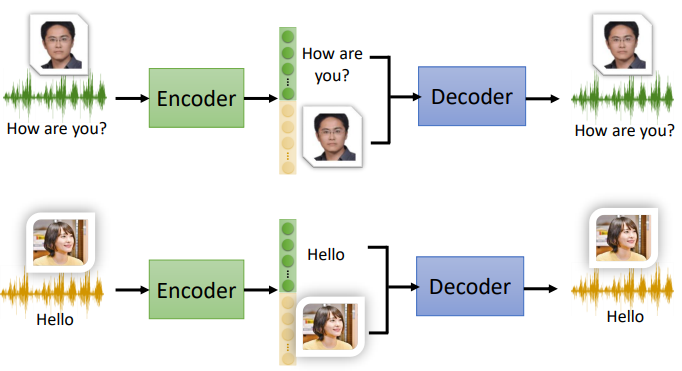 How are
you?
Encoder
Decoder
How are you?
How are you?
Hello
Encoder
Decoder
Hello
Hello